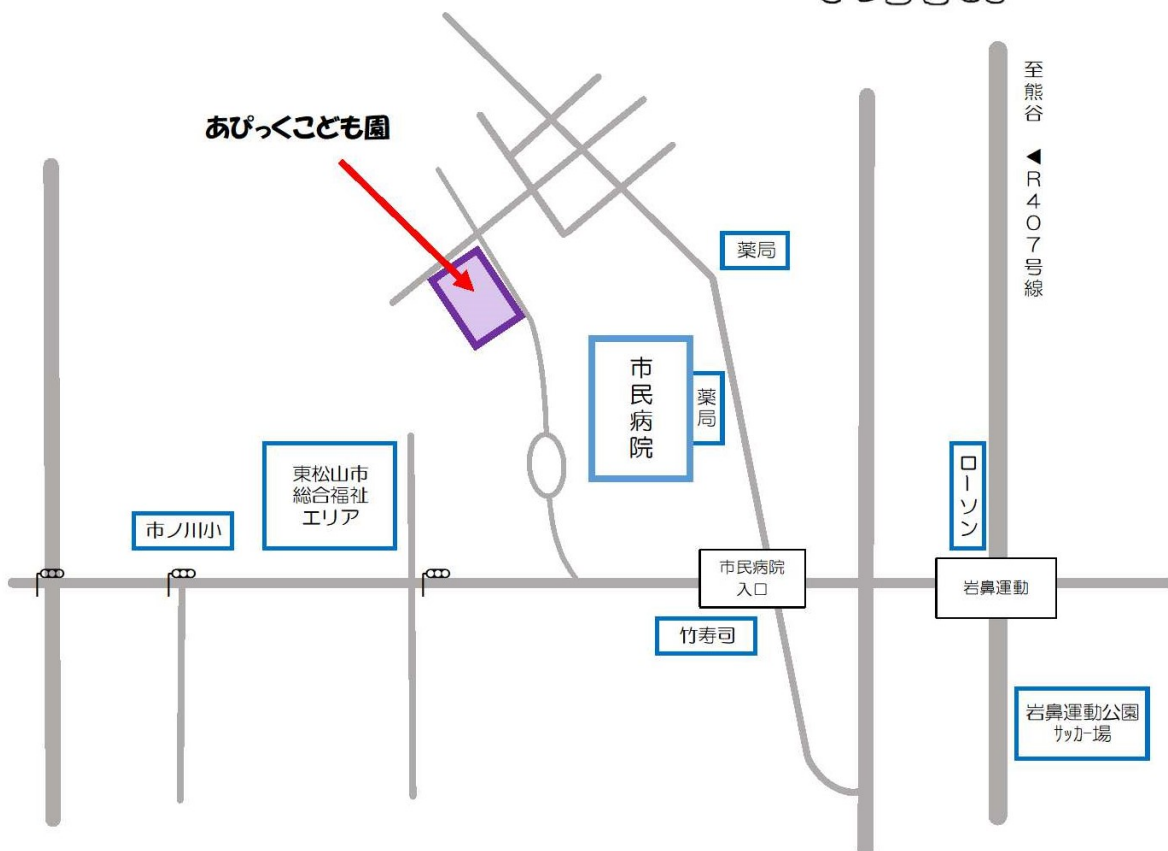 至熊谷 ◀R407号線
あぴっくこども園
薬局
市民病院
薬局
東松山市
総合福祉
エリア
ローソン
市ノ川小
市民病院
入口
岩鼻運動
竹寿司
岩鼻運動公園
ｻｯｶｰ場